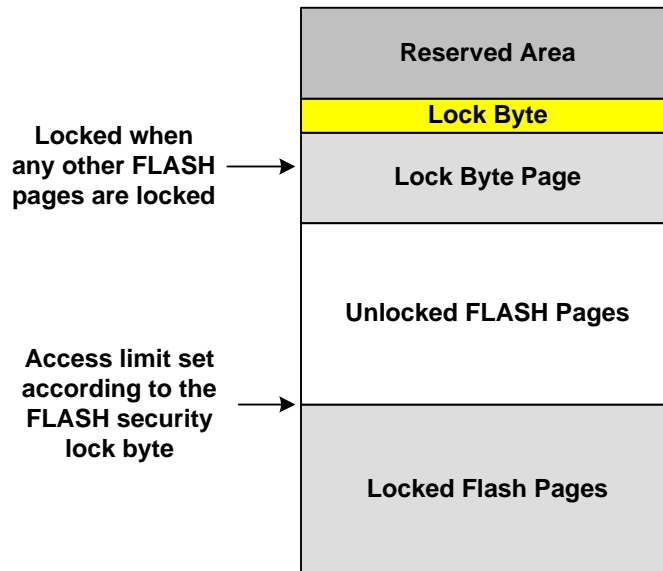 Reserved Area
Lock Byte
Locked when
any other FLASH
pages are locked
Lock Byte Page
Unlocked FLASH Pages
Access limit set
according to the
FLASH security
lock byte
Locked Flash Pages